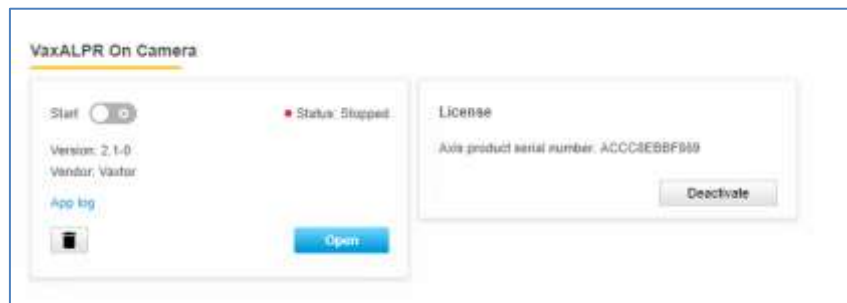 VaxALPR On Camera
Start
Status: Stopped
Version: 2.1-0
Vendor: Vaxtor
App log
Open
License
Axis product serial number: ACCC8EBBF869
Deactivate